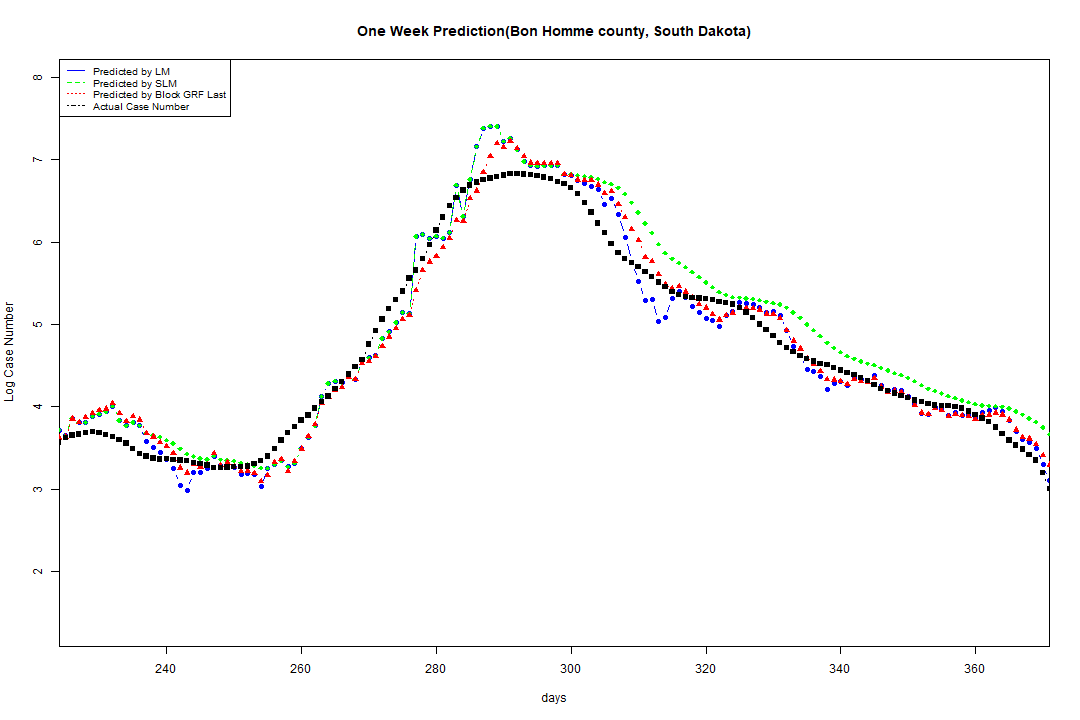 One Week Prediction(Bon Homme county, South Dakota)
Predicted by LM
Predicted by SLM
Predicted by Block GRF Last
Actual Case Number
8
7
6
5
4
3
2
Log Case Number
240 260 280 300 320 340 360
days